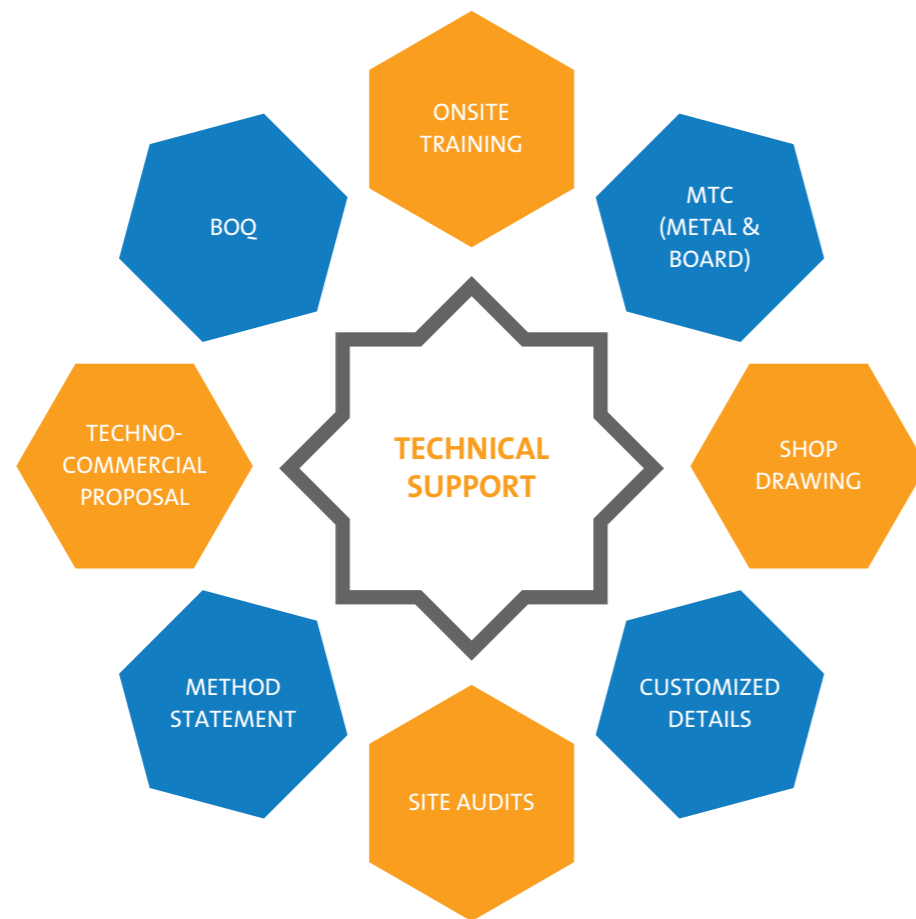 ONSITE
TRAINING
BOQ
MTC
(METAL &
BOARD)
TECHNO-
COMMERCIAL
PROPOSAL
TECHNICAL
SUPPORT
SHOP
DRAWING
METHOD
STATEMENT
CUSTOMIZED
DETAILS
SITE AUDITS